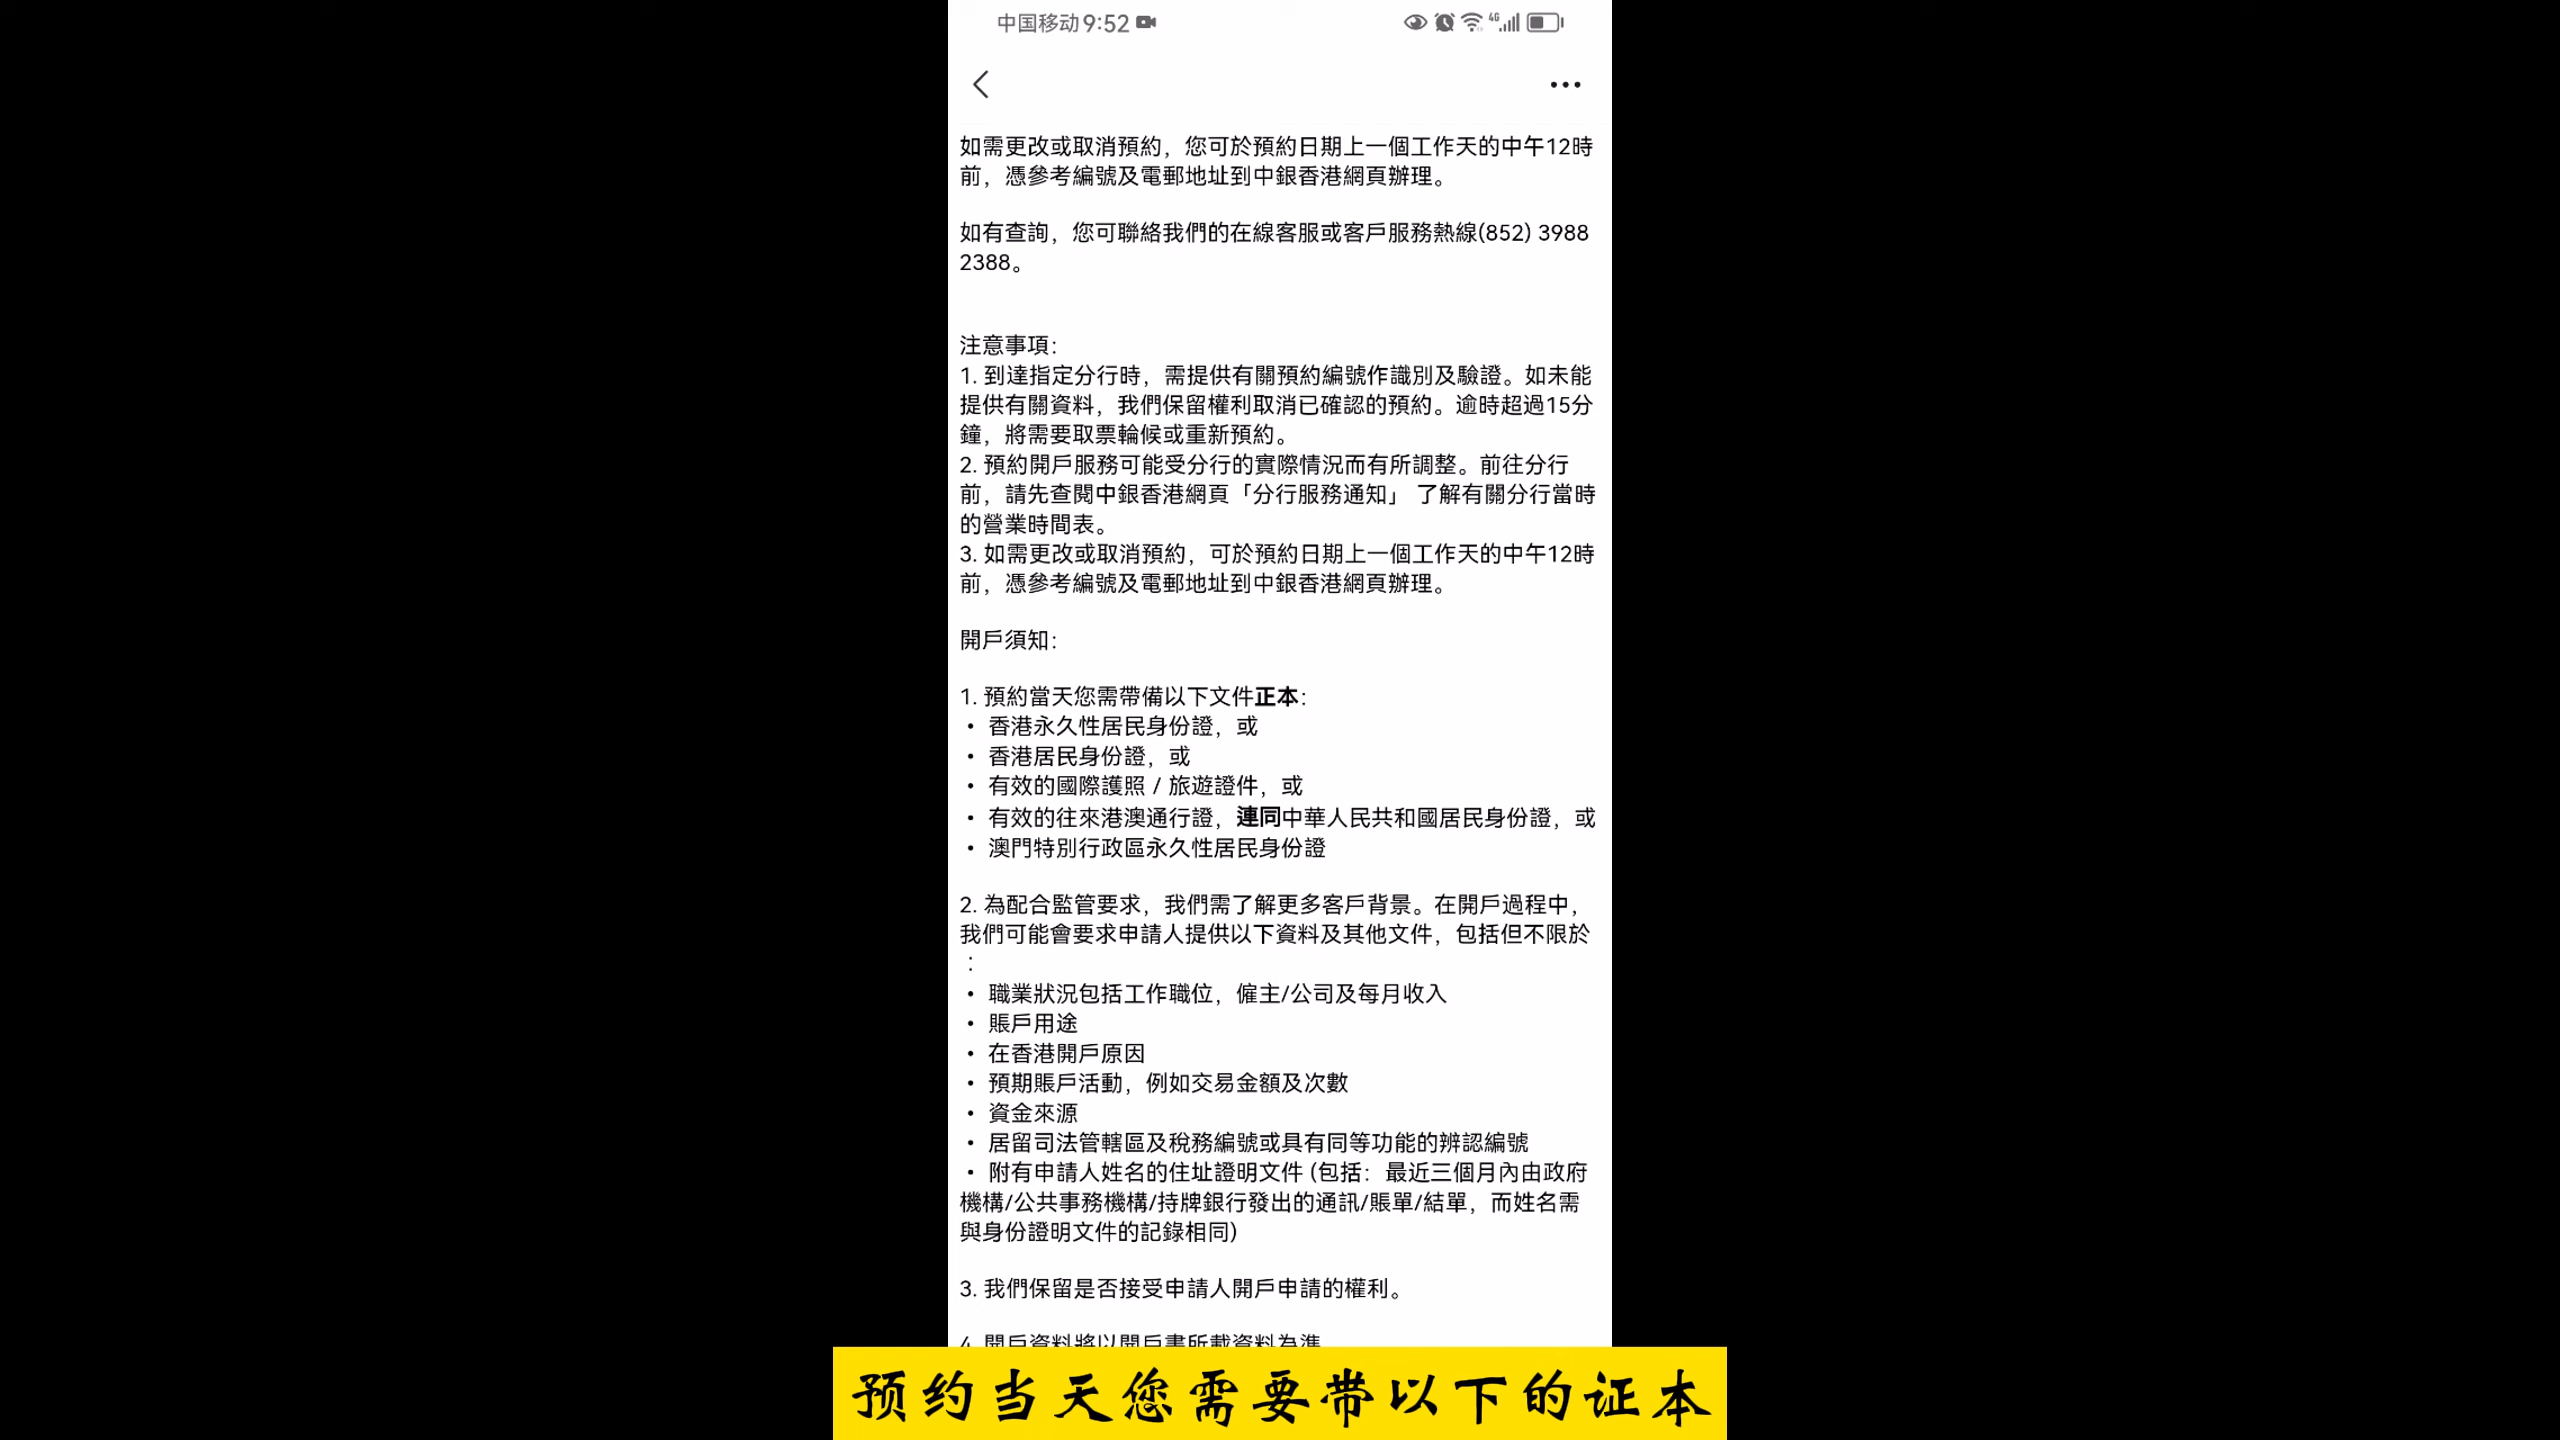 中国移动 9:52
4G
如需更改或取消預約，您可於預約日期上一個工作天的中午12時
前，憑參考編號及電郵地址到中銀香港網頁辦理。
如有查詢，您可聯絡我們的在線客服或客戶服務熱線(852) 3988
2388。
注意事項：
1. 到達指定分行時，需提供有關預約編號作識別及驗證。如未能
提供有關資料，我們保留權利取消已確認的預約。逾時超過15分
鐘，將需要取票輪候或重新預約。
2. 預約開戶服務可能受分行的實際情況而有所調整。前往分行
前，請先查閱中銀香港網頁「分行服務通知」 了解有關分行當時
的營業時間表。
3. 如需更改或取消預約，可於預約日期上一個工作天的中午12時
前，憑參考編號及電郵地址到中銀香港網頁辦理。
開戶須知：
1. 預約當天您需帶備以下文件正本：
• 香港永久性居民身份證，或
• 香港居民身份證，或
• 有效的國際護照 / 旅遊證件，或
• 有效的往來港澳通行證，連同中華人民共和國居民身份證，或
• 澳門特別行政區永久性居民身份證
2. 為配合監管要求，我們需了解更多客戶背景。在開戶過程中，
我們可能會要求申請人提供以下資料及其他文件，包括但不限於
：
• 職業狀況包括工作職位，僱主/公司及每月收入
• 賬戶用途
• 在香港開戶原因
• 預期賬戶活動，例如交易金額及次數
• 資金來源
• 居留司法管轄區及稅務編號或具有同等功能的辨認編號
• 附有申請人姓名的住址證明文件 (包括：最近三個月內由政府
機構/公共事務機構/持牌銀行發出的通訊/賬單/結單，而姓名需
與身份證明文件的記錄相同)
3. 我們保留是否接受申請人開戶申請的權利。
4. 開戶資料將以開戶書所載資料為準
预约当天您需要带以下的证本